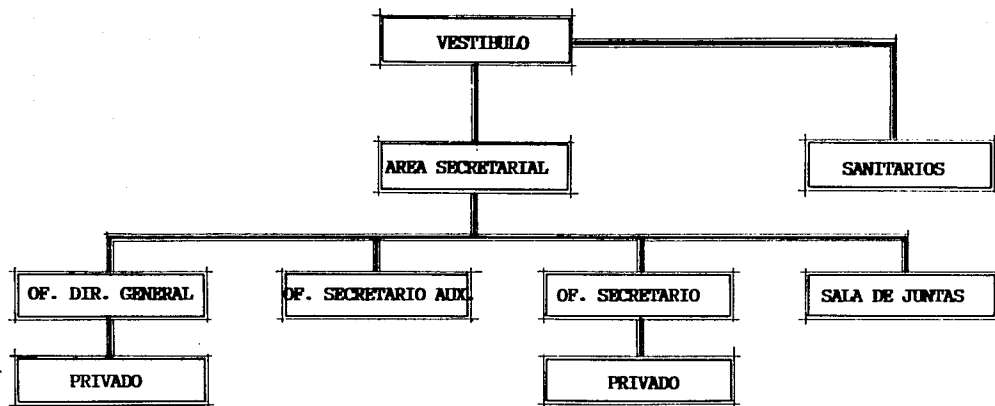 VESTIBULO
AREA SECRETARIAL
SANITARIOS
OF. DIR. GENERAL
OF. SECRETARIO AUX.
OF. SECRETARIO
SALA DE JUNTAS
PRIVADO
PRIVADO